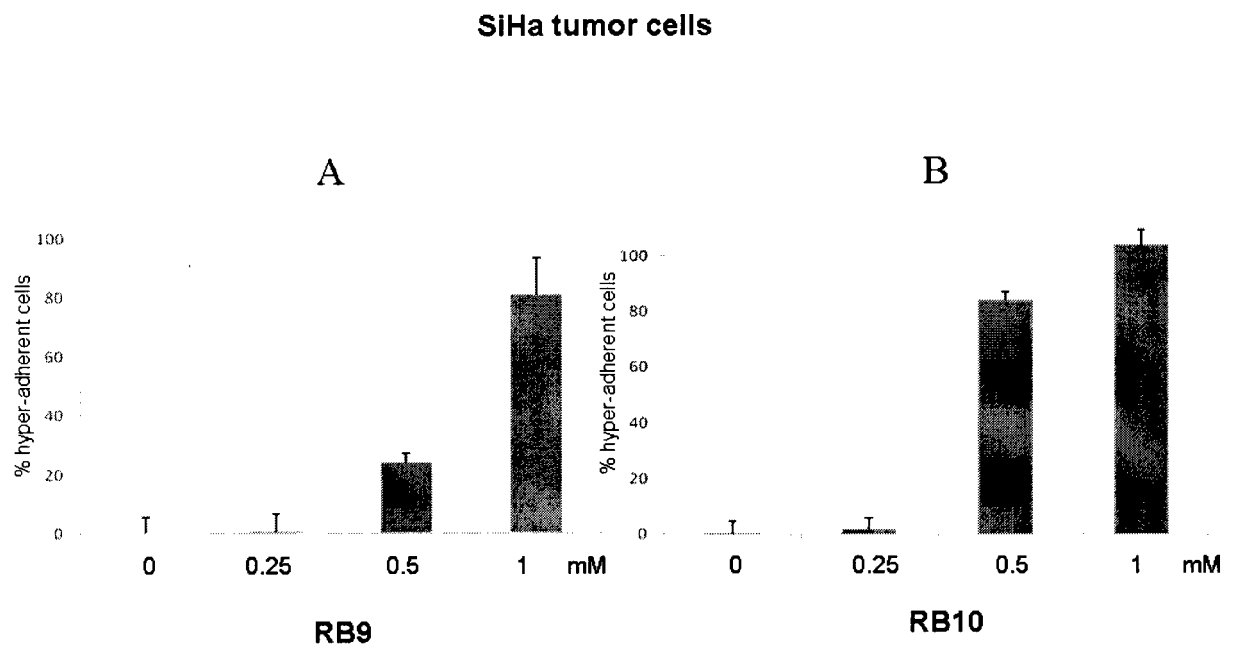 SiHa tumor cells
A
B
% hyper-adherent cells
100
80
60
40
20
0
0 0.25 0.5 1 mM
RB9
% hyper-adherent cells
100
80
60
40
20
0
0 0.25 0.5 1 mM
RB10